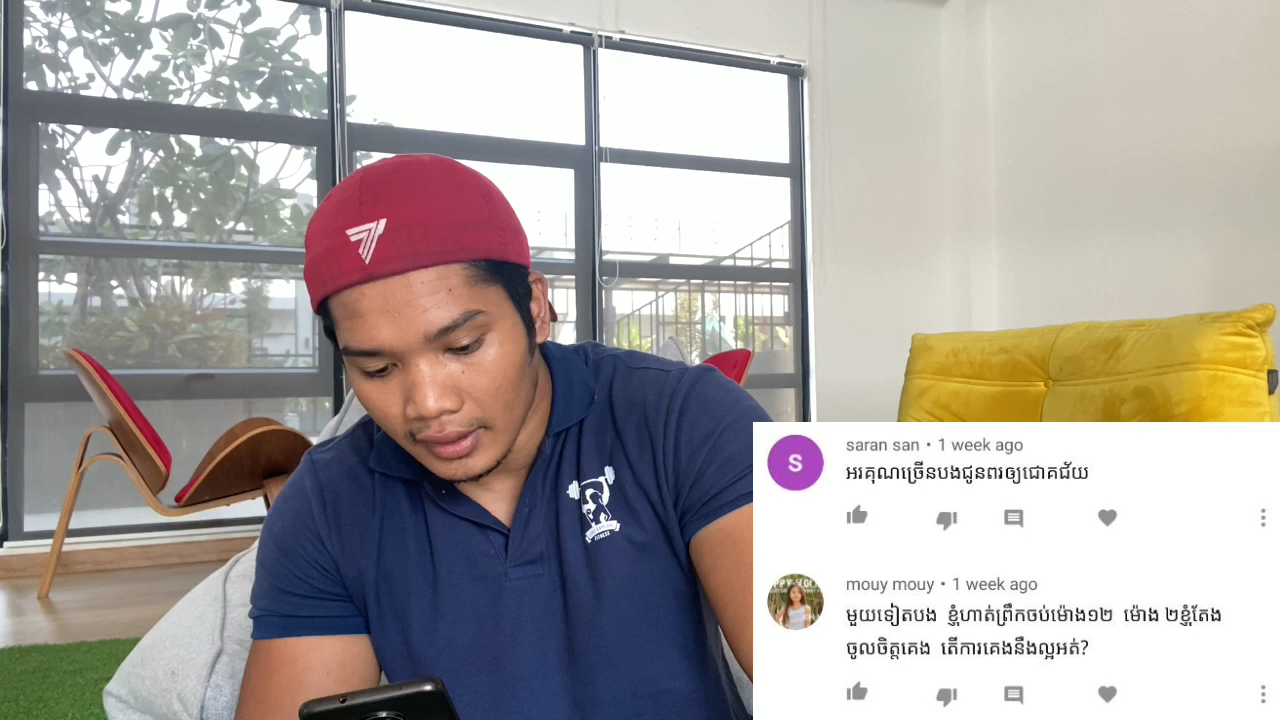 saran san • 1 week ago
អរគុណច្រើនបងជូនពរឲ្យជោគជ័យ
mouy mouy • 1 week ago
មួយទៀតបង ខ្ញុំហាត់ព្រឹកចប់ម៉ោង១២ ម៉ោង ២ខ្ញុំតែង
ចូលចិត្តគេង តើការគេងនឹងល្អអត់?
S
FITNESS